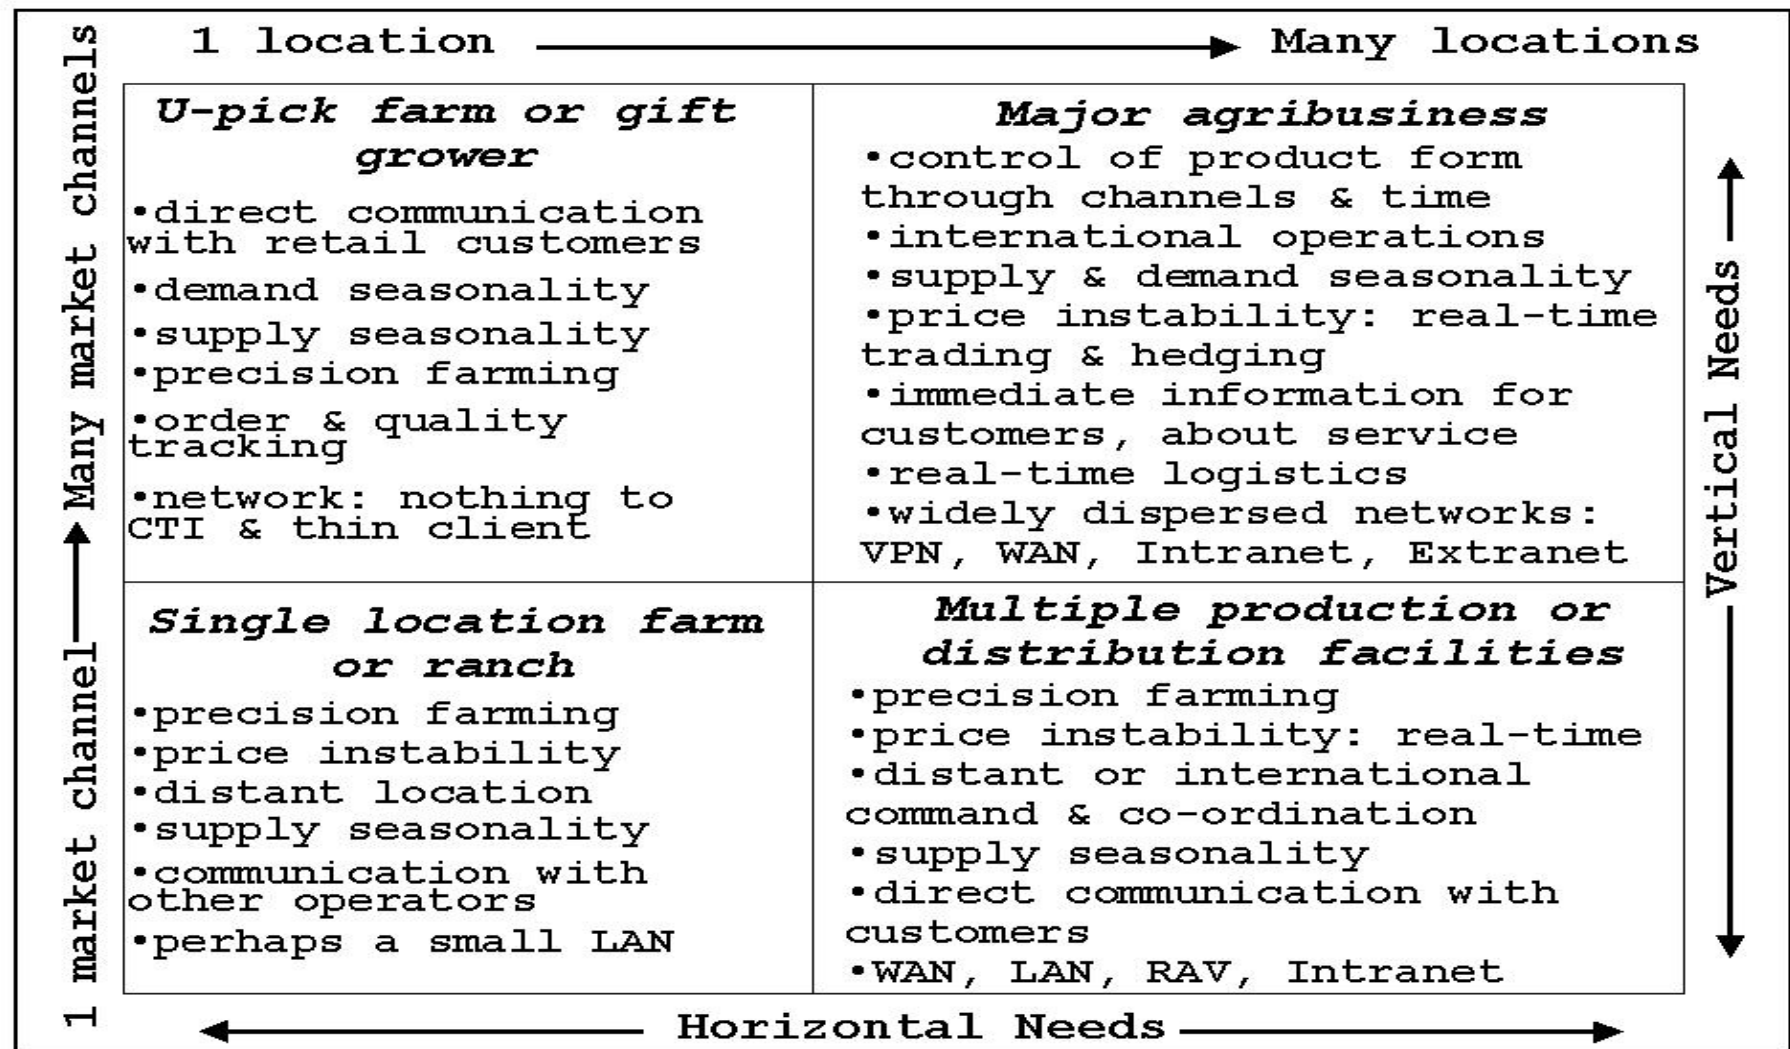 1 location
Many locations
Many market channels
1 market channel
U-pick farm or gift
grower
•direct communication
with retail customers
•demand seasonality
•supply seasonality
•precision farming
•order & quality
tracking
•network: nothing to
CTI & thin client
Major agribusiness
•control of product form
through channels & time
•international operations
•supply & demand seasonality
•price instability: real-time
trading & hedging
•immediate information for
customers, about service
•real-time logistics
•widely dispersed networks:
VPN, WAN, Intranet, Extranet
Single location farm
or ranch
•precision farming
•price instability
•distant location
•supply seasonality
•communication with
other operators
•perhaps a small LAN
Multiple production or
distribution facilities
•precision farming
•price instability: real-time
•distant or international
command & co-ordination
•supply seasonality
•direct communication with
customers
•WAN, LAN, RAV, Intranet
Vertical Needs
Horizontal Needs